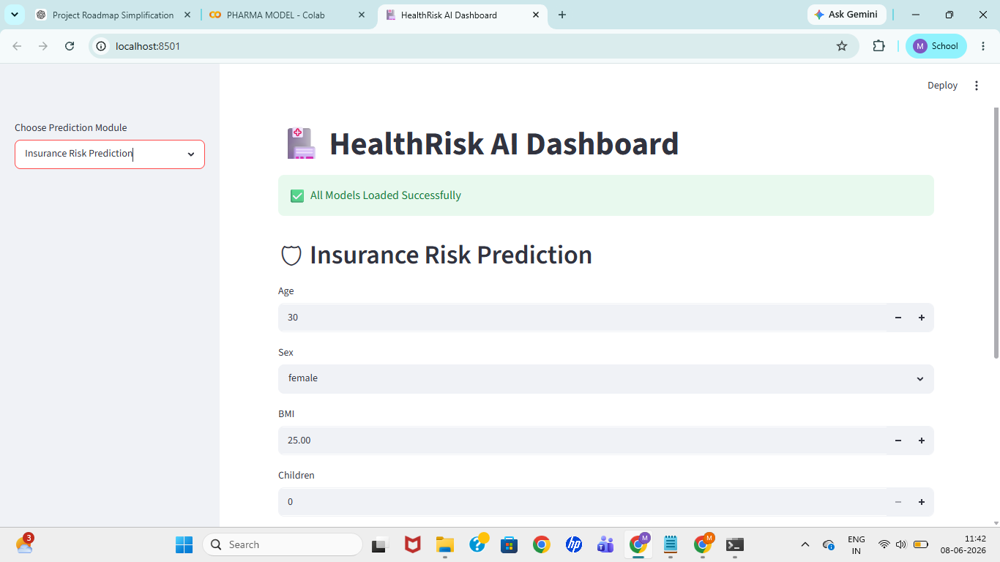 Project Roadmap Simplification
PHARMA MODEL - Colab
HealthRisk AI Dashboard
Ask Gemini
localhost:8501
M
School
Deploy
Choose Prediction Module
Insurance Risk Prediction
HealthRisk AI Dashboard
All Models Loaded Successfully
Insurance Risk Prediction
Age
30
Sex
female
BMI
25.00
Children
0
3
Search
hp
T
M
M
ENG
IN
11:42
08-06-2026